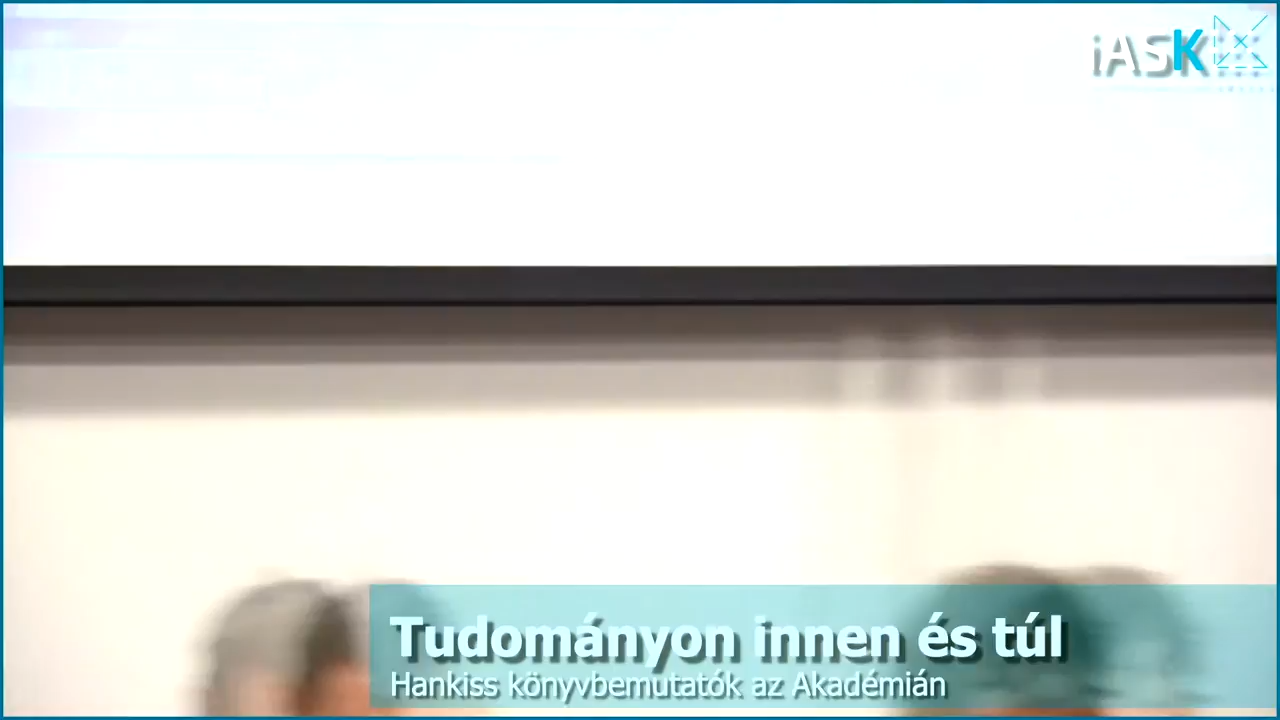 iASK
Tudományon innen és túl
Hankiss könyvbemutatók az Akadémián